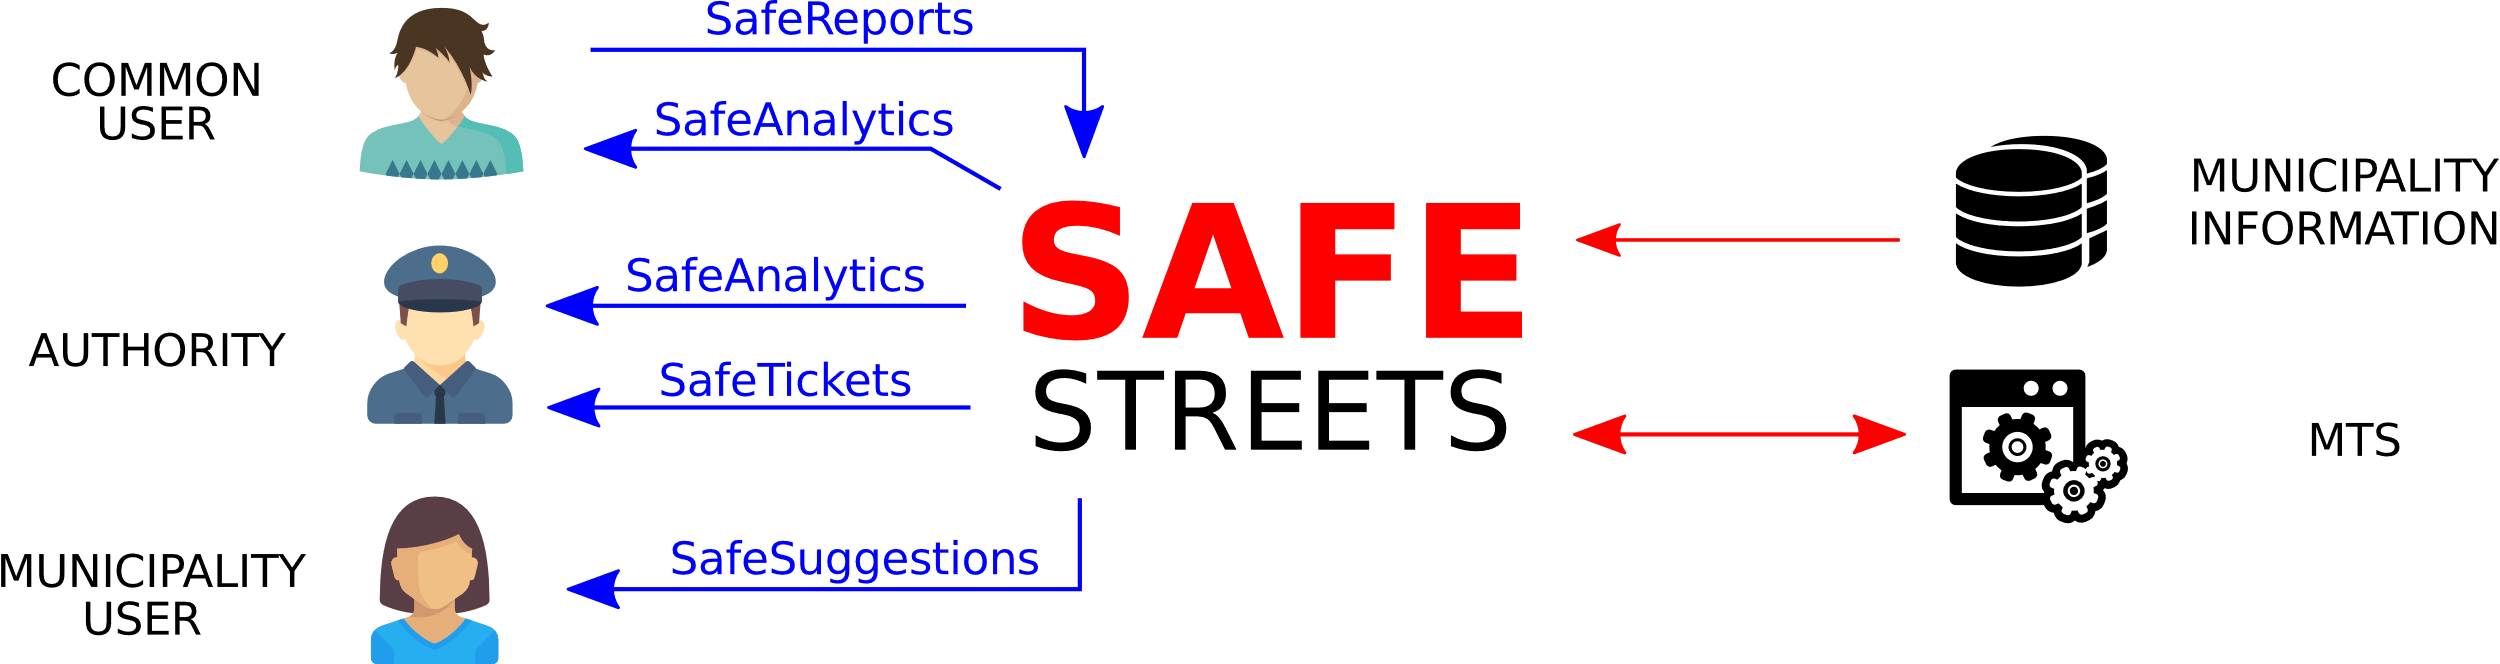 SafeReports
COMMON
USER
SafeAnalytics
MUNICIPALITY
INFORMATION
SAFE
SafeAnalytics
AUTHORITY
SafeTickets
STREETS
MTS
SafeSuggestions
MUNICIPALITY
USER